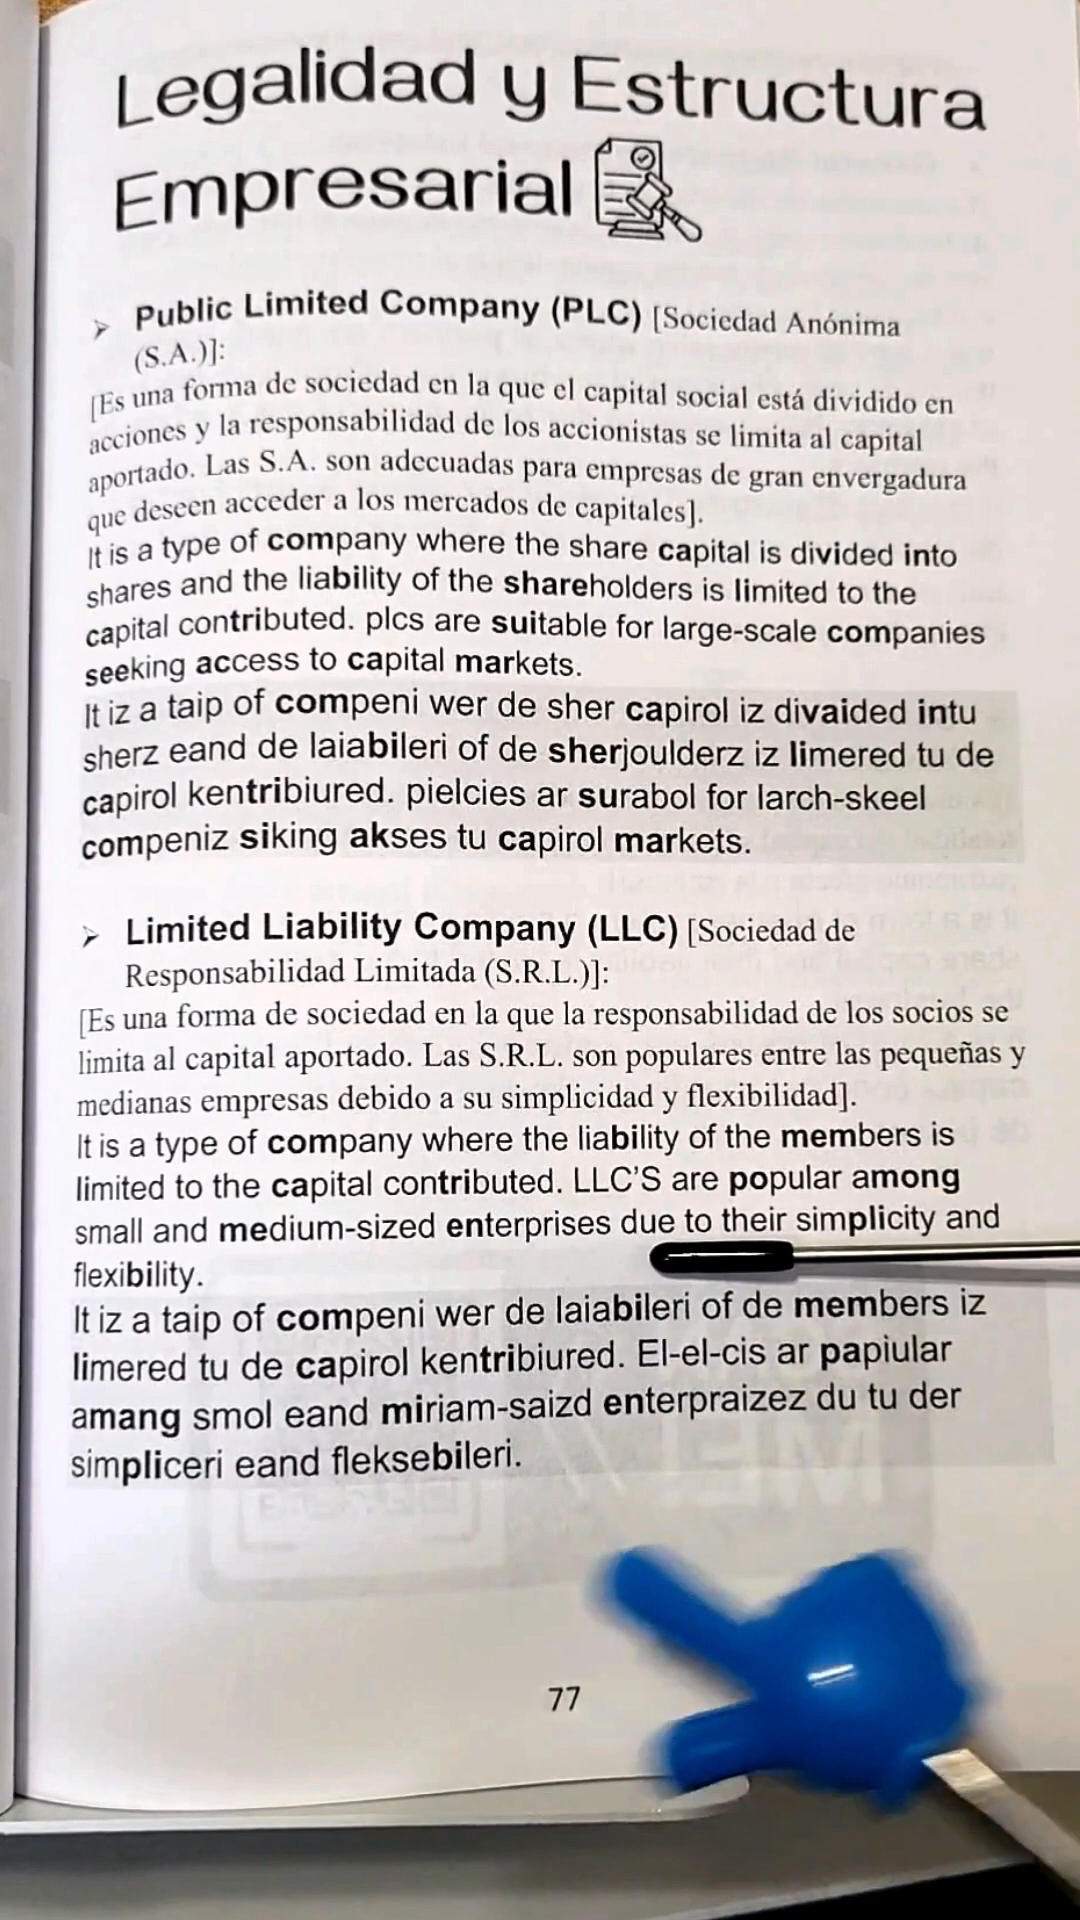 Legalidad y Estructura
Empresarial
Public Limited Company (PLC) [Sociedad Anónima
(S.A.)]:
[Es una forma de sociedad en la que el capital social está dividido en
acciones y la responsabilidad de los accionistas se limita al capital
aportado. Las S.A. son adecuadas para empresas de gran envergadura
que deseen acceder a los mercados de capitales].
It is a type of company where the share capital is divided into
shares and the liability of the shareholders is limited to the
capital contributed. plcs are suitable for large-scale companies
seeking access to capital markets.
It iz a taip of compeni wer de sher capirol iz divaided intu
sherz eand de laiabileri of de sherjoulderz iz limered tu de
capirol kentribiured. pielcies ar surabol for larch-skeel
compeniz siking akses tu capirol markets.
Limited Liability Company (LLC) [Sociedad de
Responsabilidad Limitada (S.R.L.)]:
[Es una forma de sociedad en la que la responsabilidad de los socios se
limita al capital aportado. Las S.R.L. son populares entre las pequeñas y
medianas empresas debido a su simplicidad y flexibilidad].
It is a type of company where the liability of the members is
limited to the capital contributed. LLC'S are popular among
small and medium-sized enterprises due to their simplicity and
flexibility.
It iz a taip of compeni wer de laiabileri of de members iz
limered tu de capirol kentribiured. El-el-cis ar papiular
amang smol eand miriam-saizd enterpraizez du tu der
simpliceri eand fleksebileri.
77